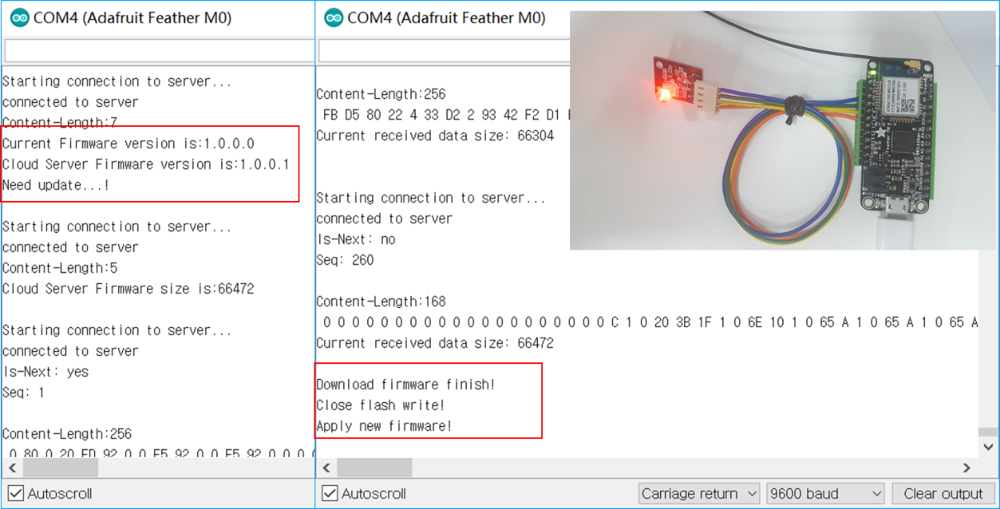 COM4 (Adafruit Feather M0)
Starting connection to server...
connected to server
Content-Length:7
Current Firmware version is:1.0.0.0
Cloud Server Firmware version is:1.0.0.1
Need update...!
Starting connection to server...
connected to server
Content-Length:5
Cloud Server Firmware size is:66472
Starting connection to server...
connected to server
Is-Next: yes
Seq: 1
Content-Length:256
0 80 0 20 ED 92 0 0 E5 92 0 0 E5 92 0 0 0
Autoscroll
COM4 (Adafruit Feather M0)
Content-Length:256
FB D5 80 22 4 33 D2 2 93 42 F2 D1
Current received data size: 66304
Starting connection to server...
connected to server
Is-Next: no
Seq: 260
Content-Length:168
0 0 0 0 0 0 0 0 0 0 0 0 0 0 0 0 0 0 0 0 C 1 0 20 3B 1F 1 0 6E 10 1 0 65 A 1 0 65 A 1 0 65 A
Current received data size: 66472
Download firmware finish!
Close flash write!
Apply new firmware!
Autoscroll
Carriage return
9600 baud
Clear output